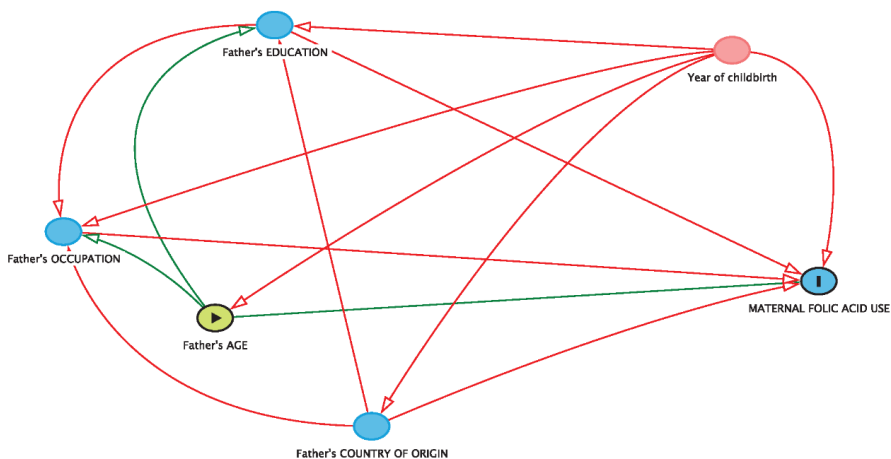 Father's EDUCATION
Year of childbirth
Father's OCCUPATION
MATERNAL FOLIC ACID USE
Father's AGE
Father's COUNTRY OF ORIGIN